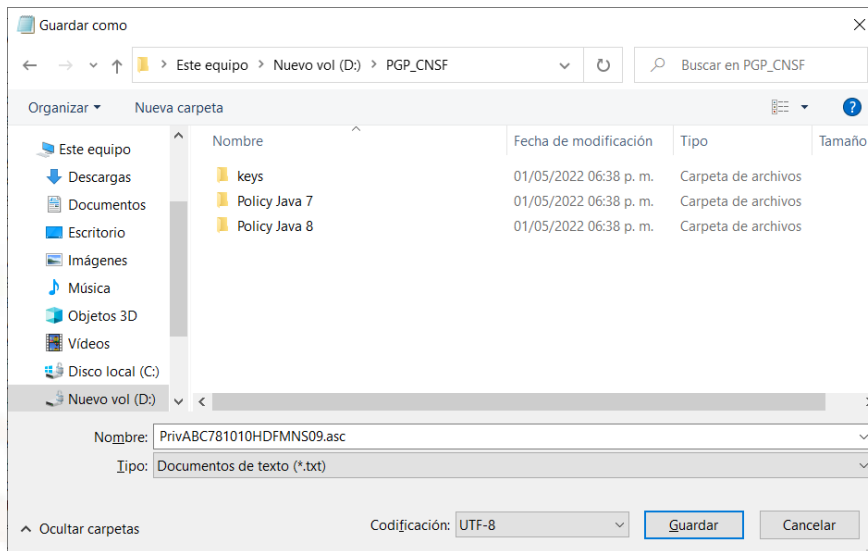 Guardar como
Este equipo > Nuevo vol (D:) > PGP_CNSF
Buscar en PGP_CNSF
Organizar
Nueva carpeta
Nombre Fecha de modificación Tipo Tamaño
Este equipo
Descargas
Documentos
Escritorio
Imágenes
Música
Objetos 3D
Vídeos
Disco local (C:)
Nuevo vol (D:)
keys 01/05/2022 06:38 p. m. Carpeta de archivos
Policy Java 7 01/05/2022 06:38 p. m. Carpeta de archivos
Policy Java 8 01/05/2022 06:38 p. m. Carpeta de archivos
Nombre: PrivABC781010HDFMNS09.asc
Tipo: Documentos de texto (*.txt)
Ocultar carpetas
Codificación: UTF-8
Guardar
Cancelar